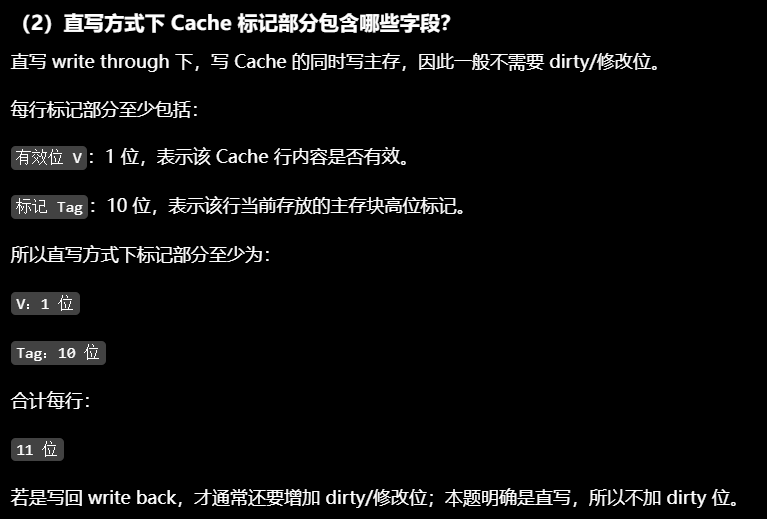 （2）直写方式下 Cache 标记部分包含哪些字段？
直写 write through 下，写 Cache 的同时写主存，因此一般不需要 dirty/修改位。
每行标记部分至少包括：
有效位 V：1 位，表示该 Cache 行内容是否有效。
标记 Tag：10 位，表示该行当前存放的主存块高位标记。
所以直写方式下标记部分至少为：
V：1 位
Tag：10 位
合计每行：
11 位
若是写回 write back，才通常还要增加 dirty/修改位；本题明确是直写，所以不加 dirty 位。